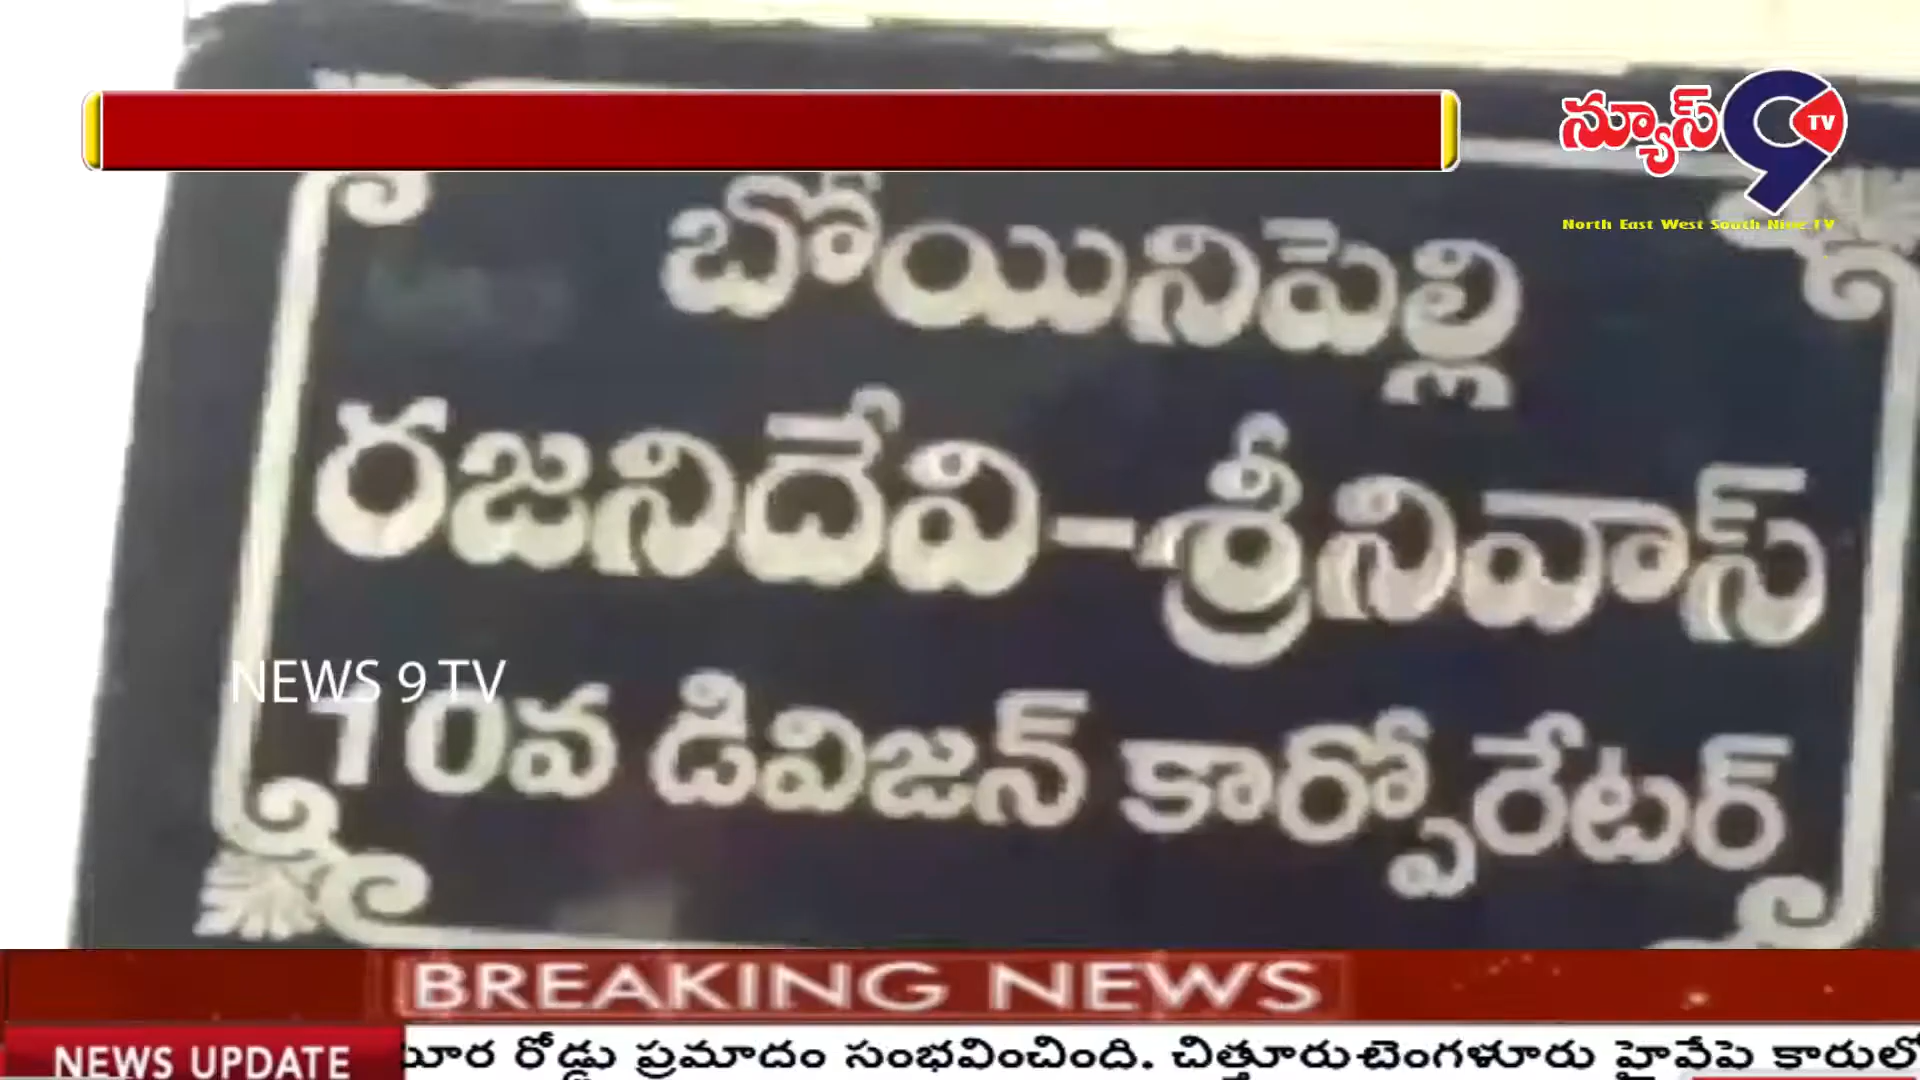 న్యూస్ 9 TV
North East West South Nine TV
బోయినిపెల్లి
రజనిదేవి-శ్రీనివాస్
NEWS 9 TV
10వ డివిజన్ కార్పోరేటర్
BREAKING NEWS
NEWS UPDATE
రోడ్డు ప్రమాదం సంభవించింది. చిత్తూరు-బెంగళూరు హైవేపై కారులో